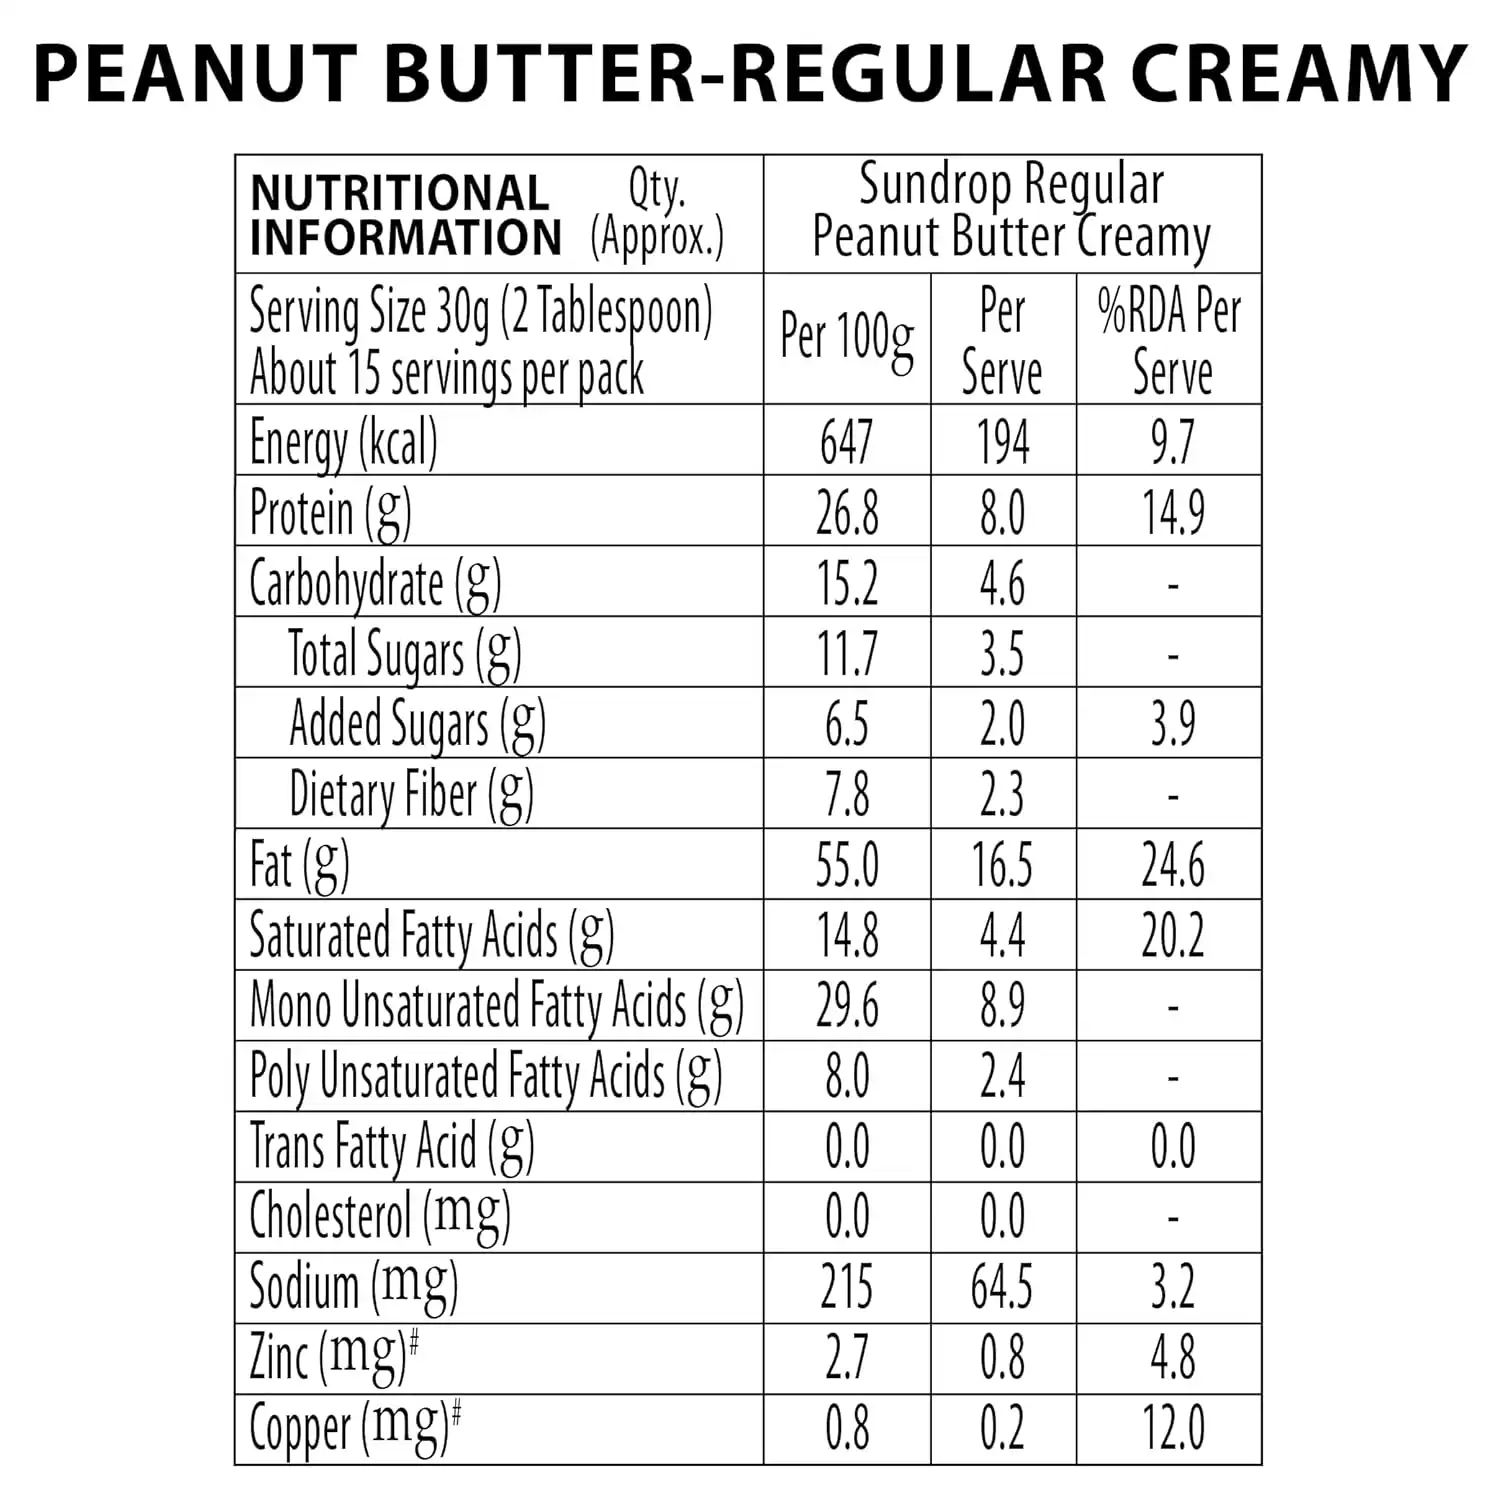 PEANUT BUTTER-REGULAR CREAMY
NUTRITIONAL Qty.
INFORMATION (Approx.)
Sundrop Regular
Peanut Butter Creamy
Serving Size 30g (2 Tablespoon)
About 15 servings per pack
Per 100g
Per
Serve
%RDA Per
Serve
Energy (kcal) 647 194 9.7
Protein (g) 26.8 8.0 14.9
Carbohydrate (g) 15.2 4.6 -
Total Sugars (g) 11.7 3.5 -
Added Sugars (g) 6.5 2.0 3.9
Dietary Fiber (g) 7.8 2.3 -
Fat (g) 55.0 16.5 24.6
Saturated Fatty Acids (g) 14.8 4.4 20.2
Mono Unsaturated Fatty Acids (g) 29.6 8.9 -
Poly Unsaturated Fatty Acids (g) 8.0 2.4 -
Trans Fatty Acid (g) 0.0 0.0 0.0
Cholesterol (mg) 0.0 0.0 -
Sodium (mg) 215 64.5 3.2
Zinc (mg)# 2.7 0.8 4.8
Copper (mg)# 0.8 0.2 12.0